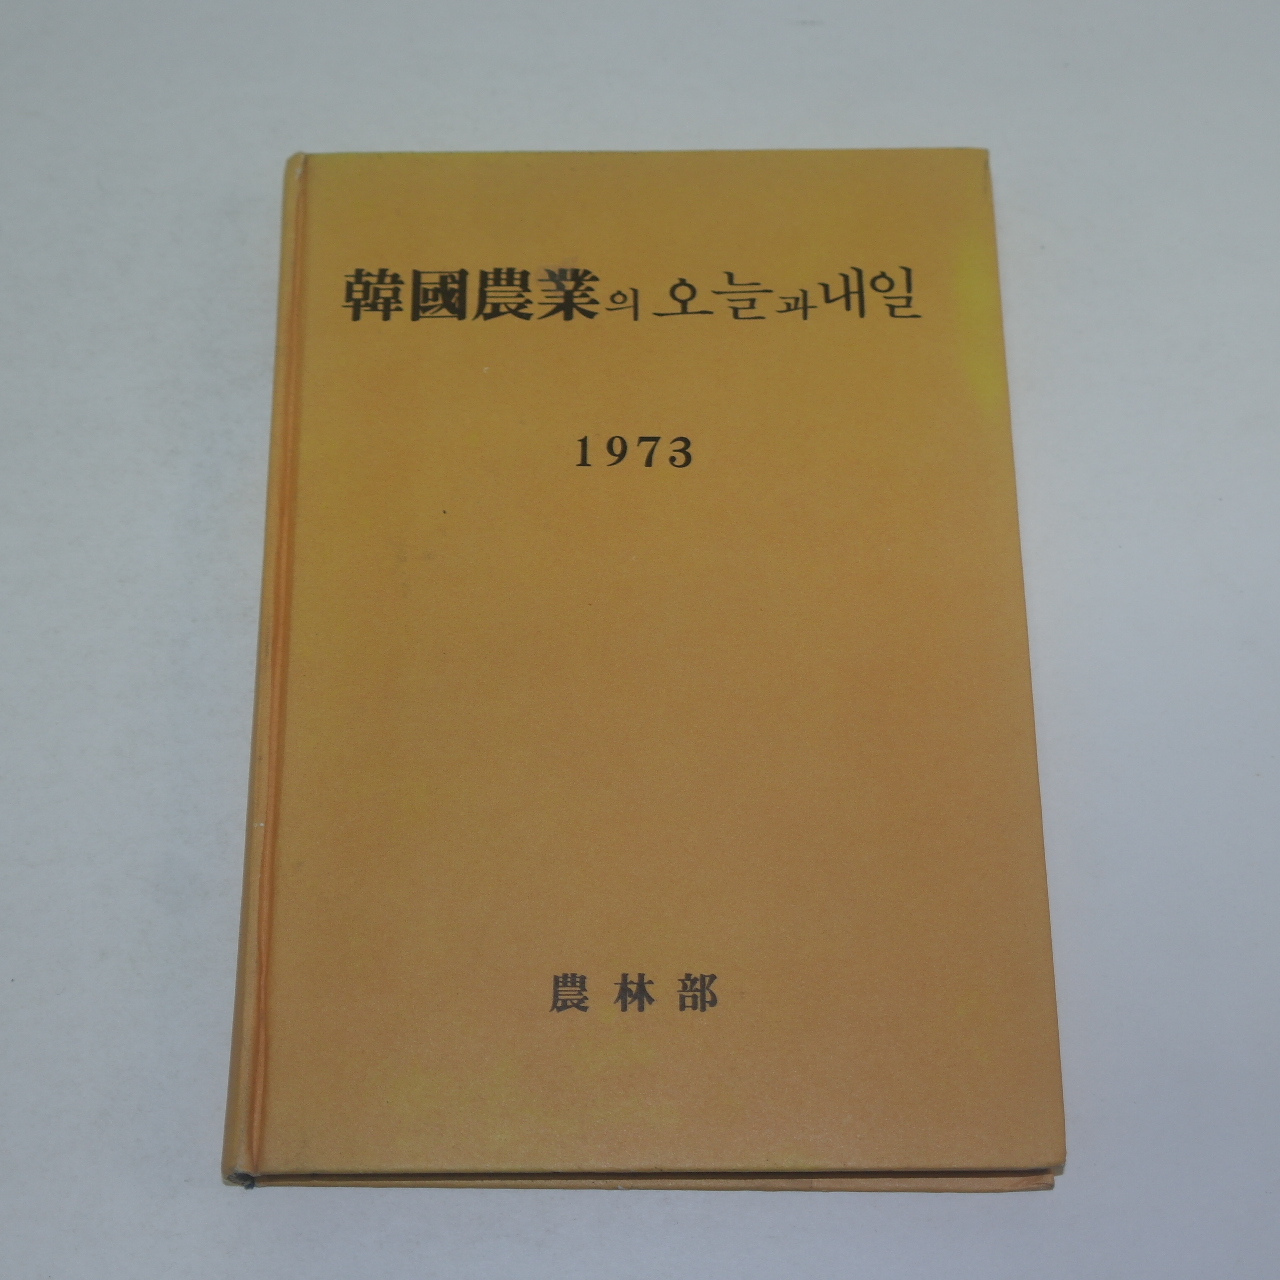 韓國農業의 오늘과 내일
1973
農林部